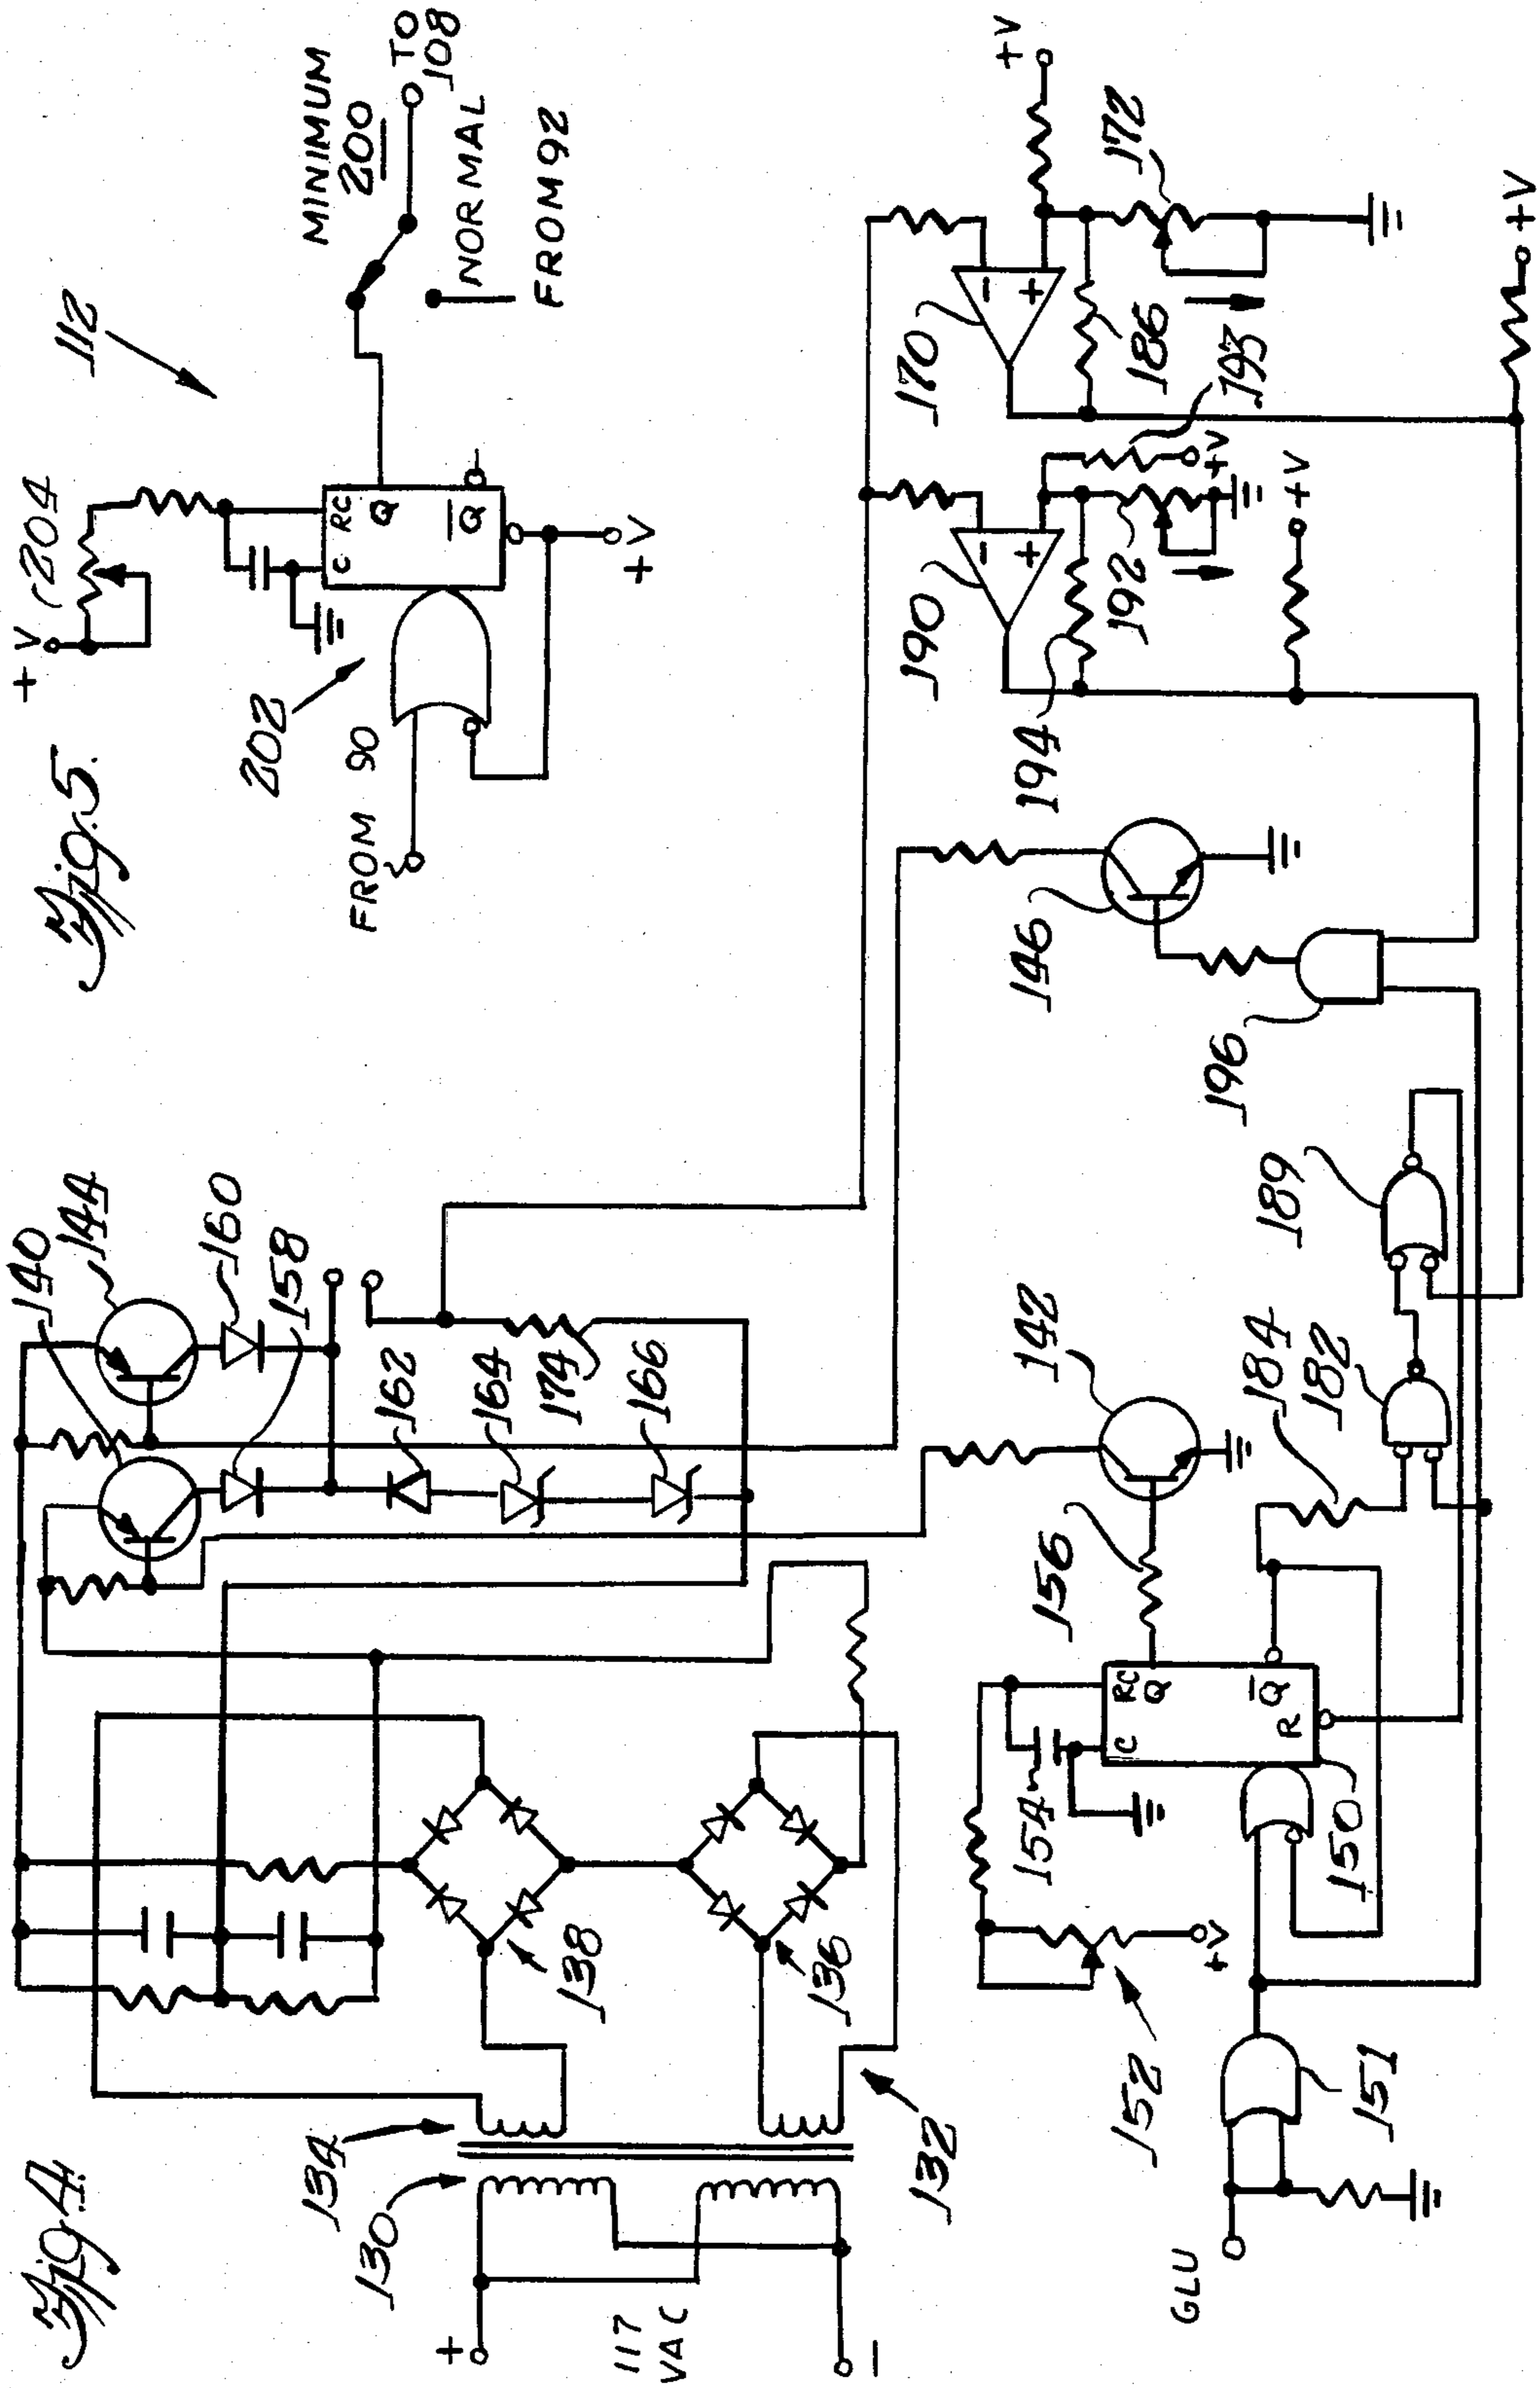 Fig. 4.
134
130
+
117
VAC
−
132
138
136
140
144
160
158
162
164
174
166
GLU
151
152
+V
154
RC
C
Q
Q
R
150
156
142
184
182
189
146
196
190
−
+
194
192
193
+V
+V
170
−
+
186
172
+V
+V
Fig. 5.
112
+V
204
202
FROM 90
RC
C
Q
Q
+V
MINIMUM
200
TO
108
NORMAL
FROM 92